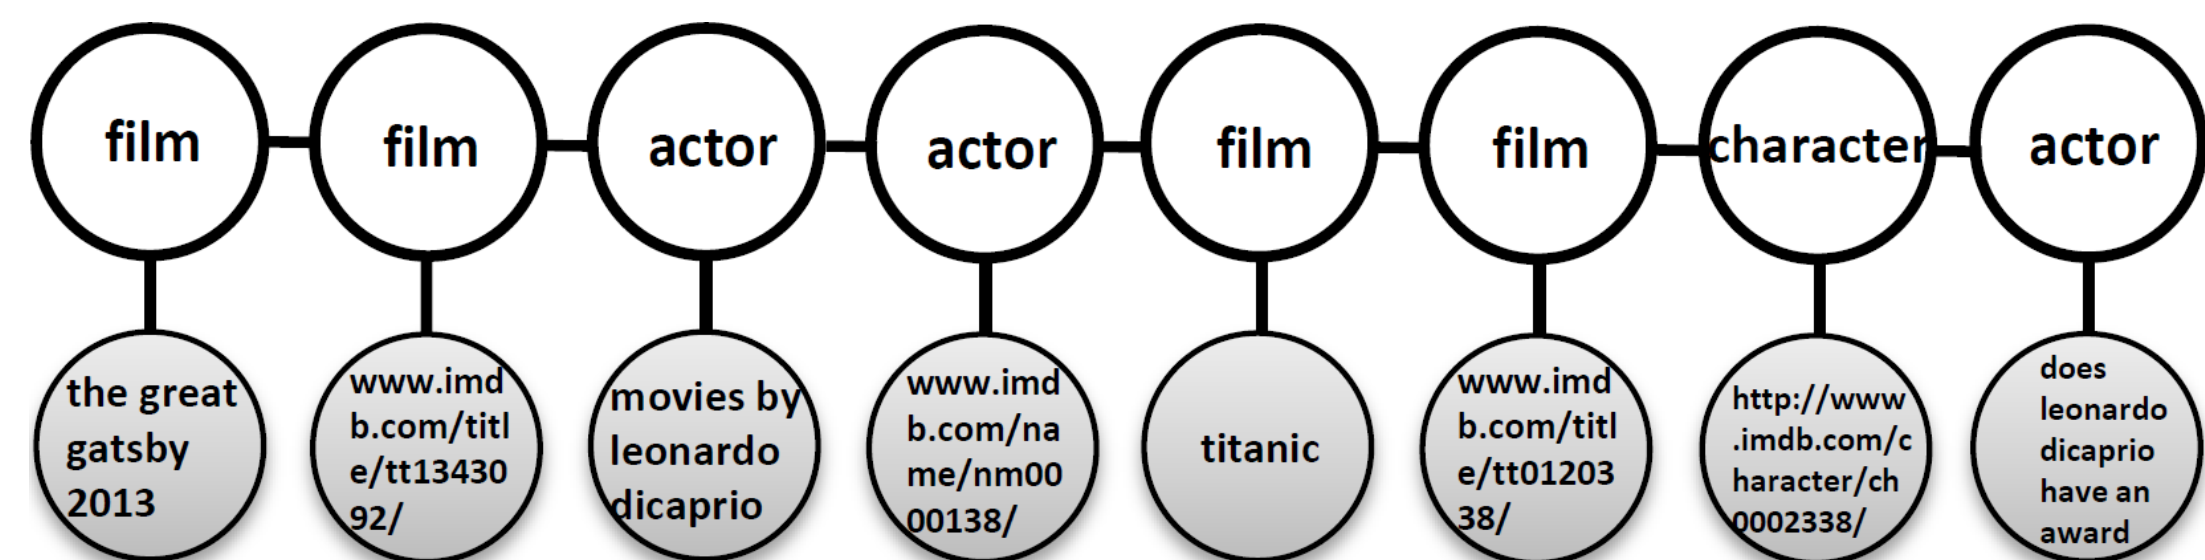 film
film
actor
actor
film
film
character
actor
the great
gatsby
2013
www.imd
b.com/titl
e/tt13430
92/
movies by
leonardo
dicaprio
www.imd
b.com/na
me/nm00
00138/
titanic
www.imd
b.com/titl
e/tt01203
38/
http://www
.imdb.com/c
haracter/ch
0002338/
does
leonardo
dicaprio
have an
award